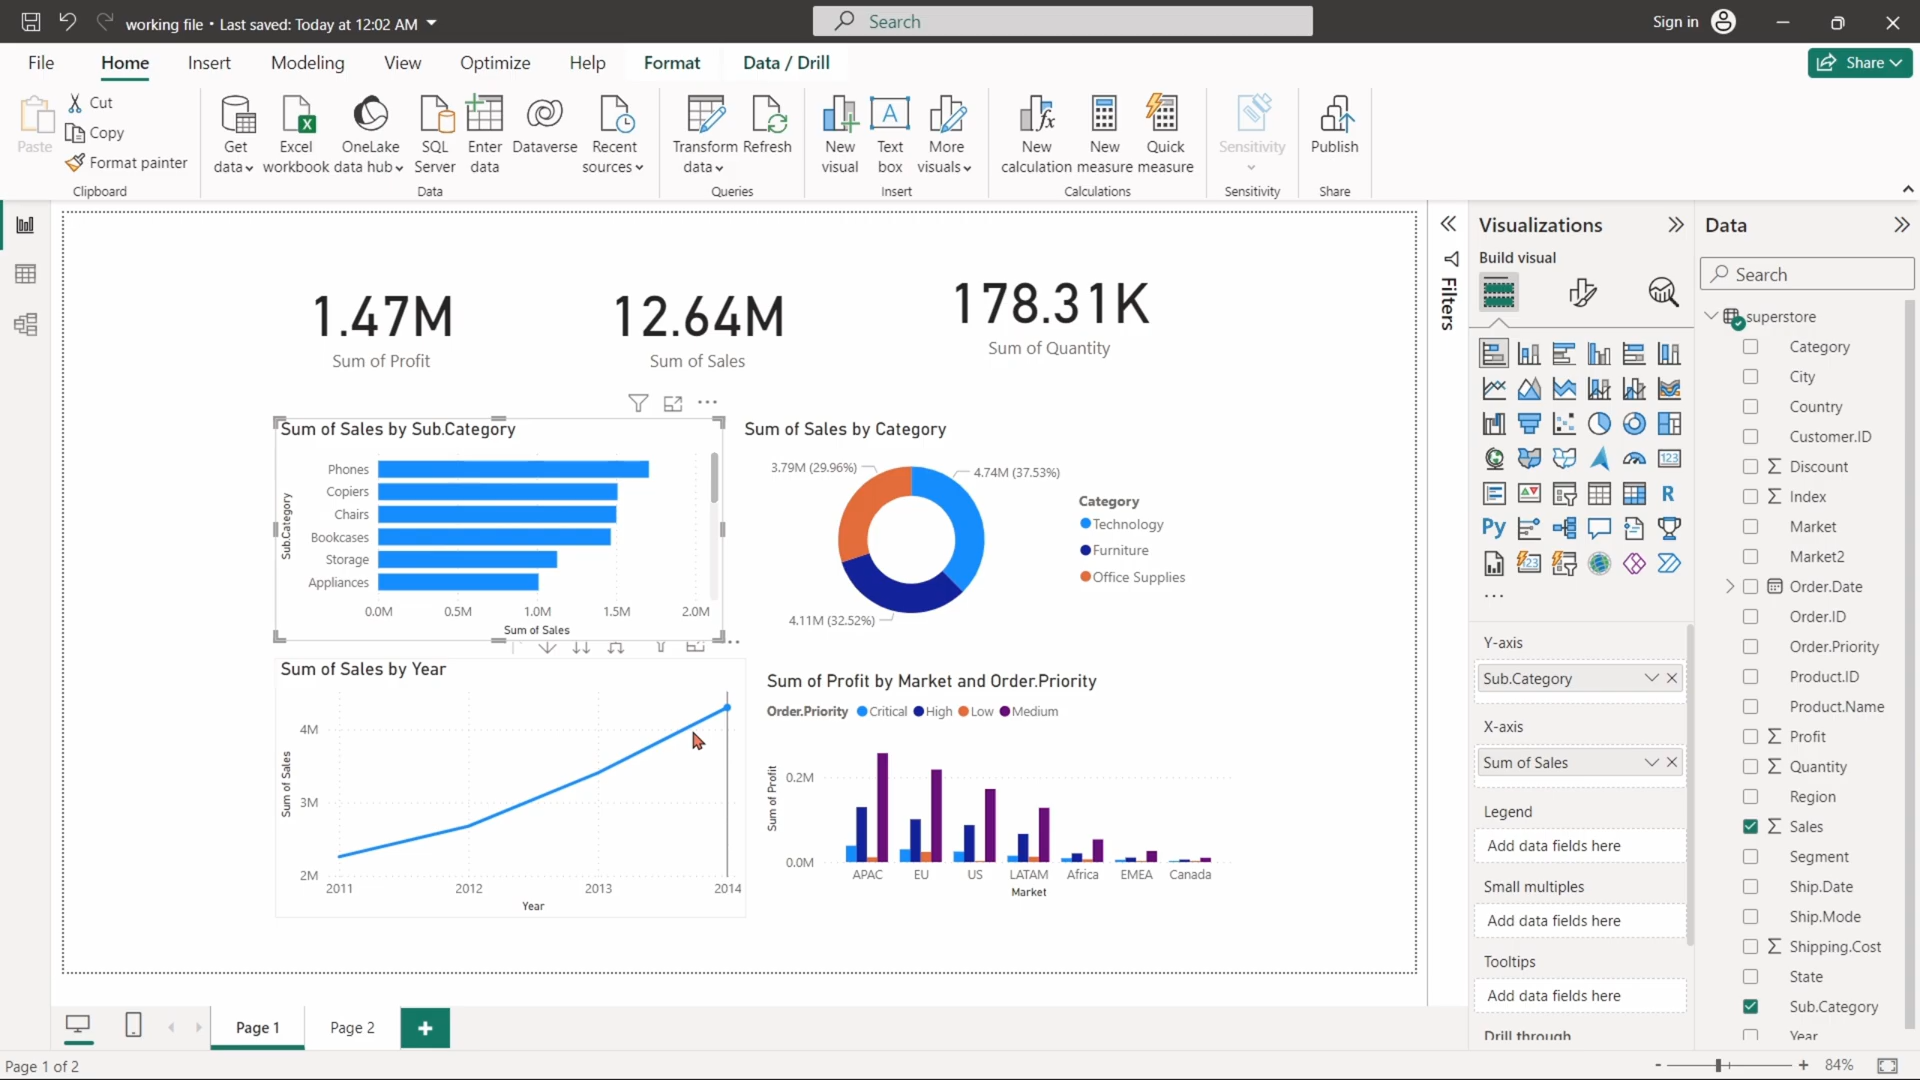 working file • Last saved: Today at 12:02 AM
Search
Sign in
File
Home
Insert
Modeling
View
Optimize
Help
Format
Data / Drill
Share
Paste
Cut
Copy
Format painter
Clipboard
Get
data
Excel
workbook
OneLake
data hub
SQL
Server
Enter
data
Dataverse
Recent
sources
Data
Transform
data
Refresh
Queries
New
visual
Text
box
More
visuals
Insert
New
calculation
New
measure
Quick
measure
Calculations
Sensitivity
Sensitivity
Publish
Share
1.47M
Sum of Profit
12.64M
Sum of Sales
178.31K
Sum of Quantity
Sum of Sales by Sub.Category
Sub.Category
Phones
Copiers
Chairs
Bookcases
Storage
Appliances
0.0M
0.5M
1.0M
1.5M
2.0M
Sum of Sales
Sum of Sales by Category
3.79M (29.96%)
4.74M (37.53%)
4.11M (32.52%)
Category
Technology
Furniture
Office Supplies
Sum of Sales by Year
Sum of Sales
4M
3M
2M
2011
2012
2013
2014
Year
Sum of Profit by Market and Order.Priority
Order.Priority
Critical
High
Low
Medium
Sum of Profit
0.2M
0.0M
APAC
EU
US
LATAM
Africa
EMEA
Canada
Market
Filters
Visualizations
Build visual
123
R
Py
123
Y-axis
Sub.Category
X-axis
Sum of Sales
Legend
Add data fields here
Small multiples
Add data fields here
Tooltips
Add data fields here
Drill through
Data
Search
superstore
Category
City
Country
Customer.ID
Discount
Index
Market
Market2
Order.Date
Order.ID
Order.Priority
Product.ID
Product.Name
Profit
Quantity
Region
Sales
Segment
Ship.Date
Ship.Mode
Shipping.Cost
State
Sub.Category
Year
Page 1
Page 2
Page 1 of 2
84%